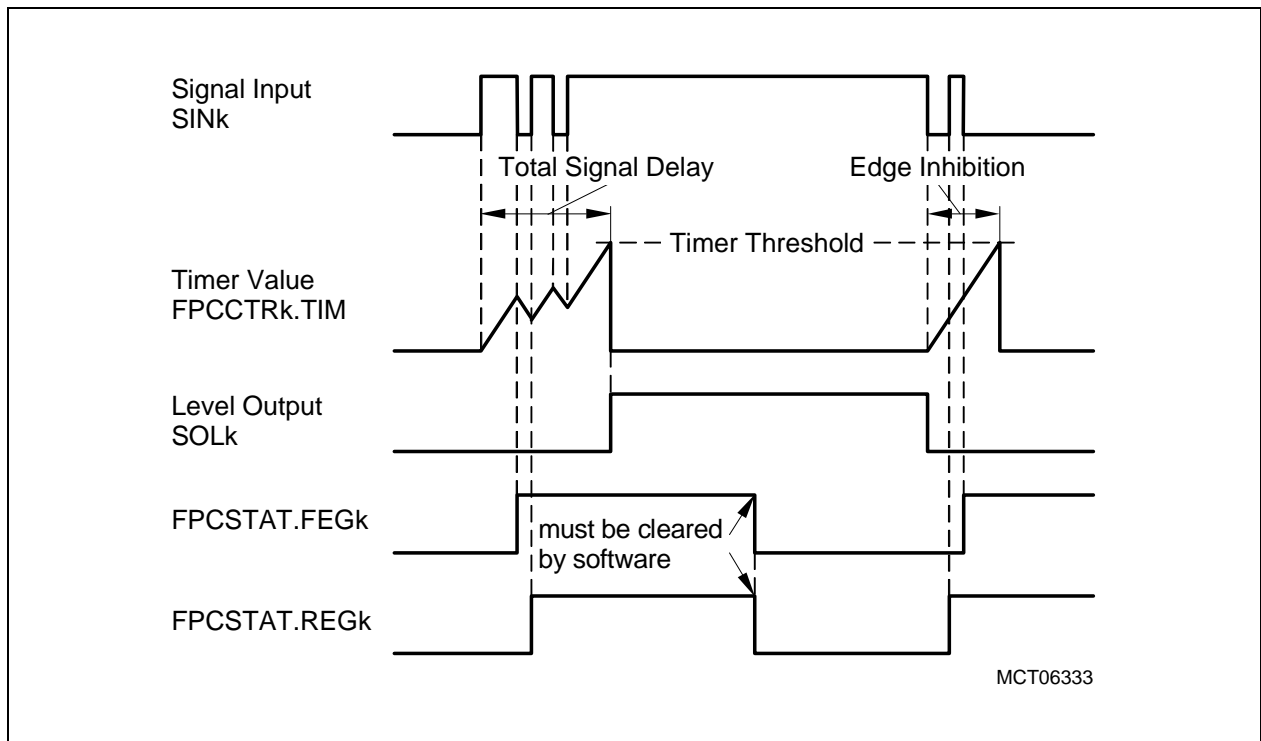 Signal Input
SINk
Total Signal Delay
Edge Inhibition
Timer Threshold
Timer Value
FPCCTRk.TIM
Level Output
SOLk
FPCSTAT.FEGk
must be cleared
by software
FPCSTAT.REGk
MCT06333